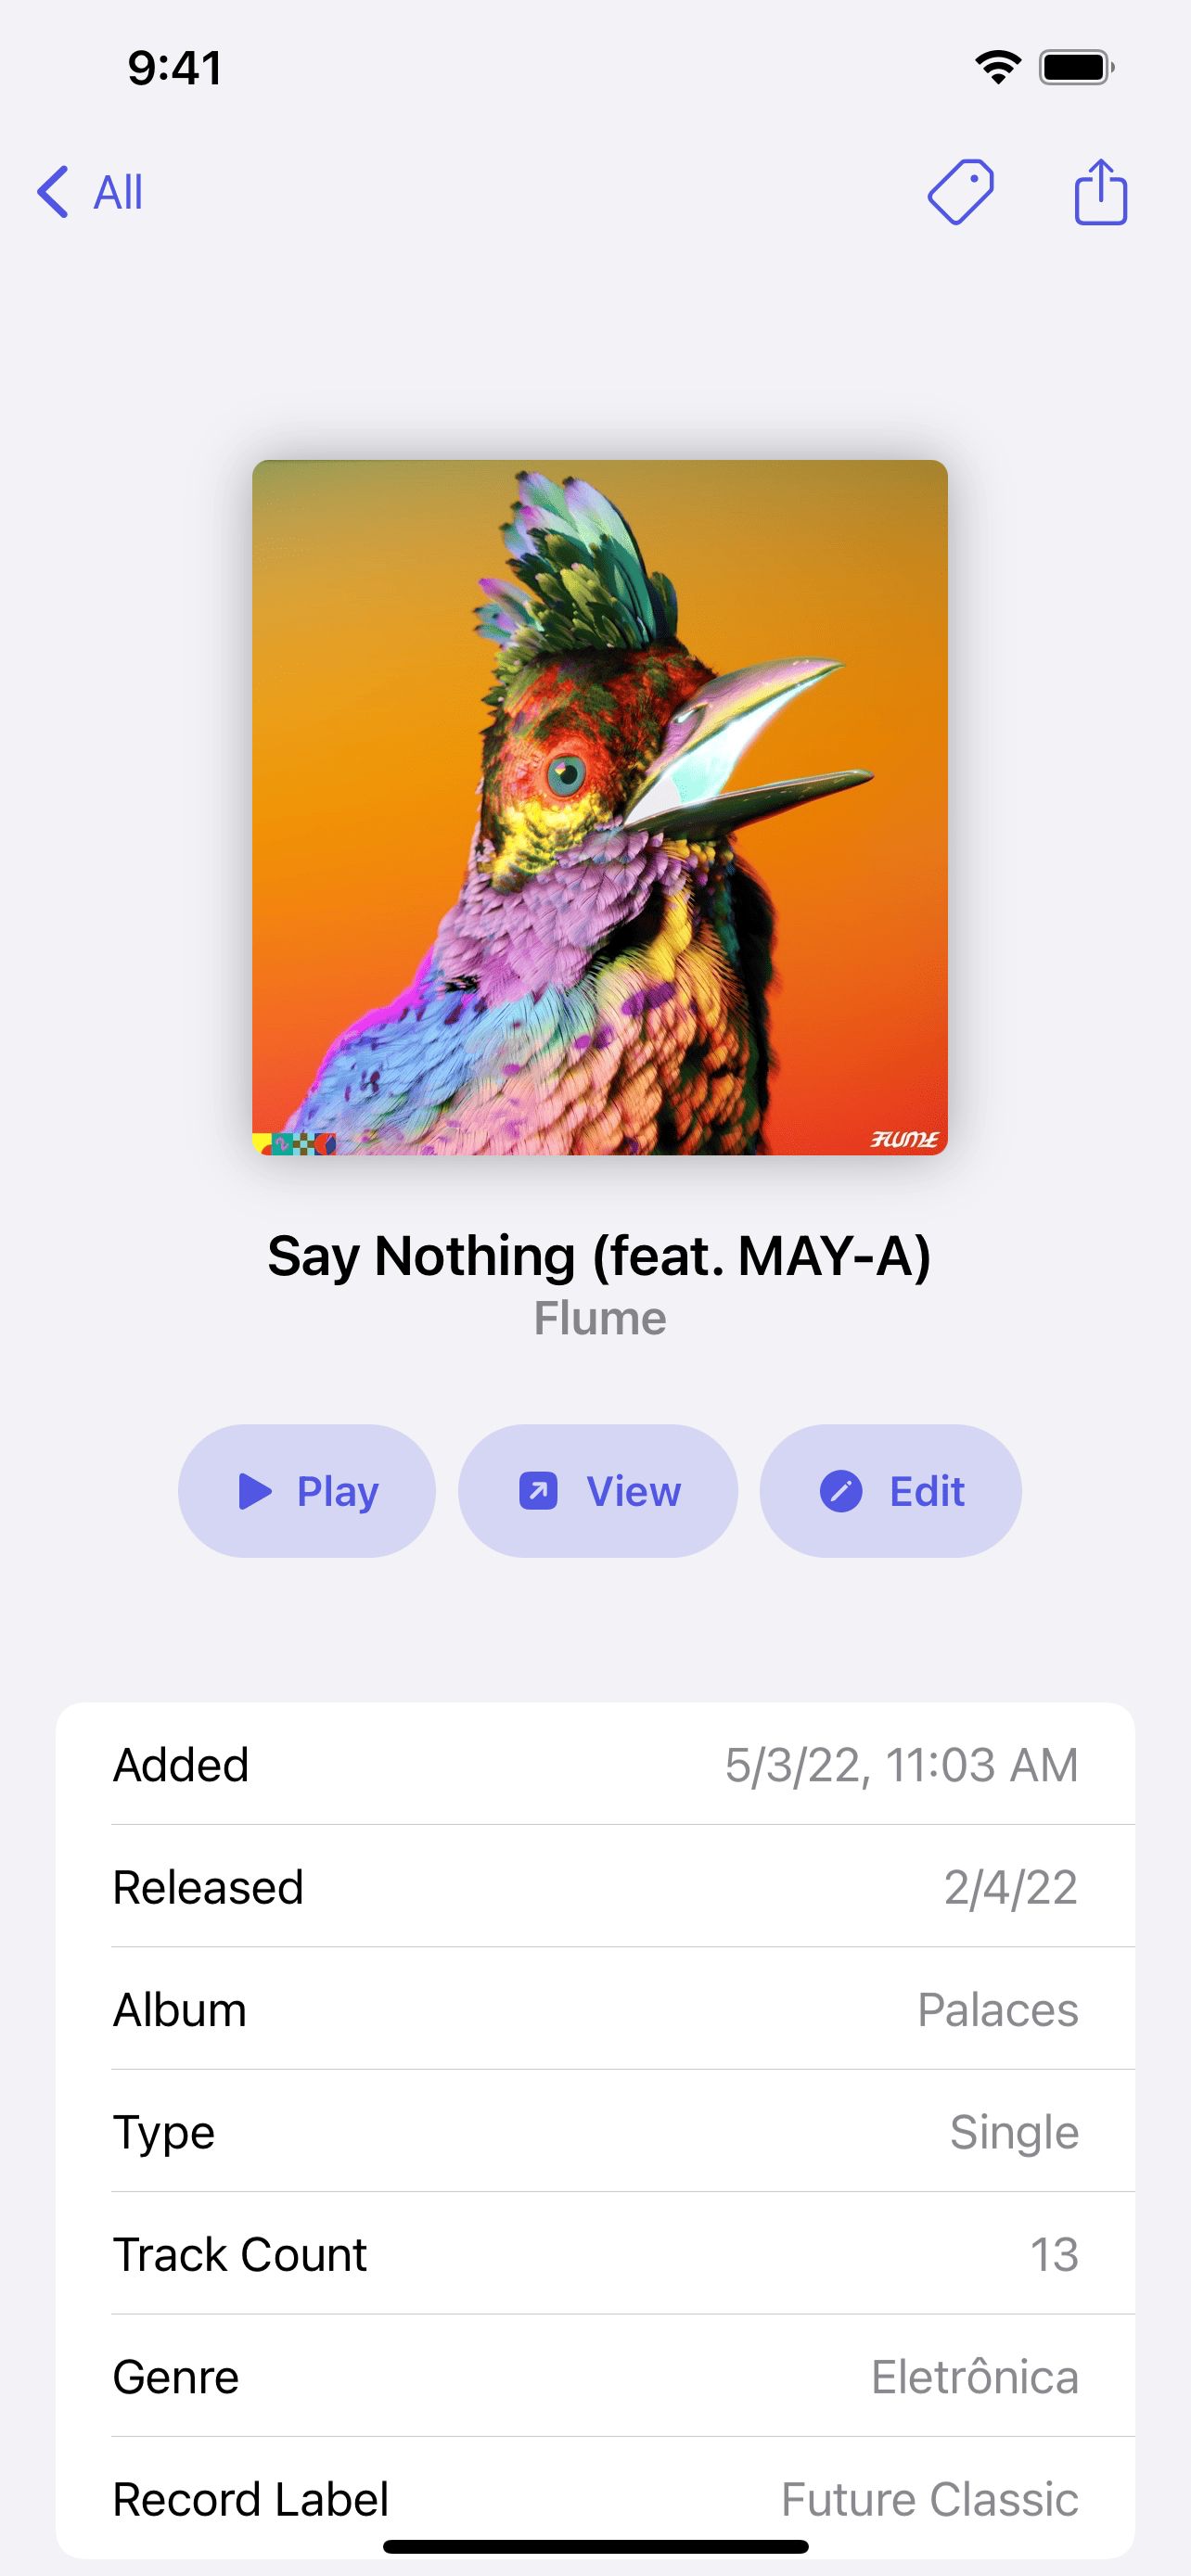 9:41
All
FLUME
Say Nothing (feat. MAY-A)
Flume
Play View Edit
Added 5/3/22, 11:03 AM
Released 2/4/22
Album Palaces
Type Single
Track Count 13
Genre Eletrônica
Record Label Future Classic